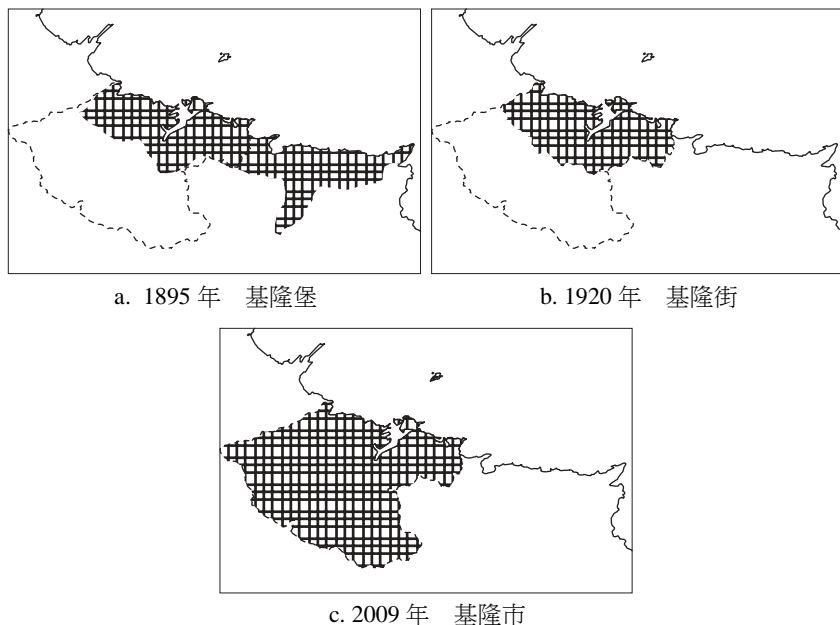 a. 1895 年　基隆堡
b. 1920 年　基隆街
c. 2009 年　基隆市